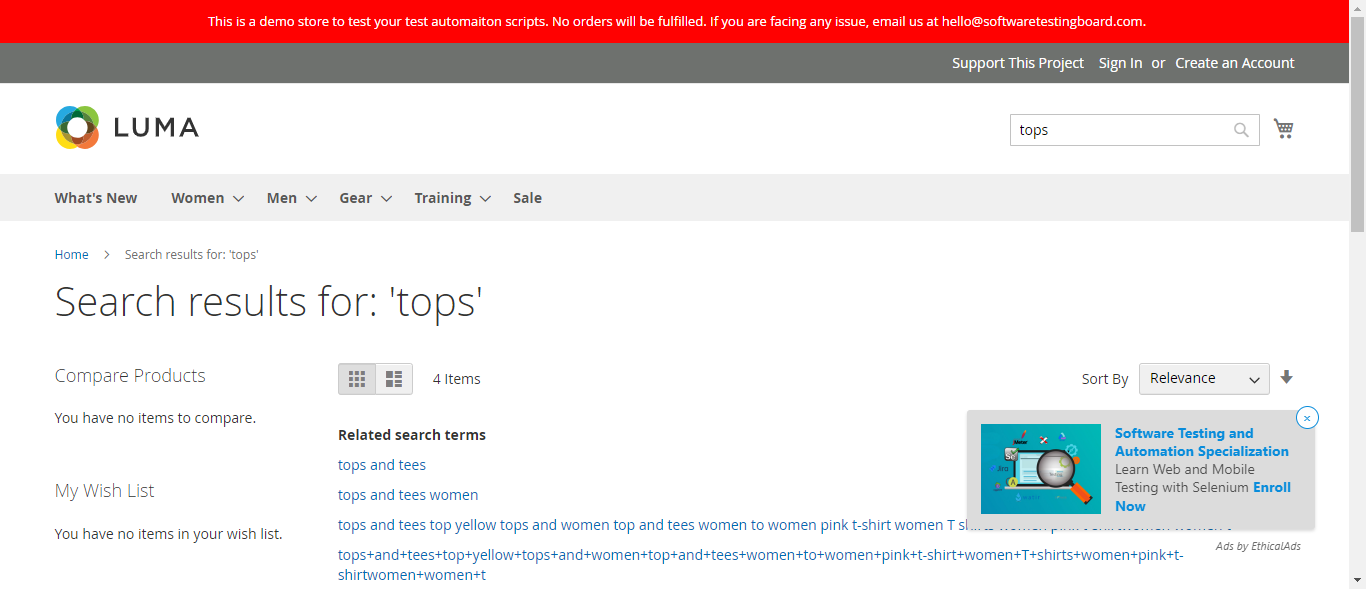 This is a demo store to test your test automaiton scripts. No orders will be fulfilled. If you are facing any issue, email us at hello@softwaretestingboard.com.
Support This Project Sign In or Create an Account
LUMA
tops
What's New Women Men Gear Training Sale
Home > Search results for: 'tops'
Search results for: 'tops'
Compare Products
You have no items to compare.
My Wish List
You have no items in your wish list.
4 Items
Sort By Relevance
Related search terms
tops and tees
tops and tees women
tops and tees top yellow tops and women top and tees women to women pink t-shirt women T
tops+and+tees+top+yellow+tops+and+women+top+and+tees+women+to+women+pink+t-shirt+women+T+shirts+women+pink+t-
shirtwomen+women+t
Software Testing and
Automation Specialization
Learn Web and Mobile
Testing with Selenium Enroll
Now
Ads by EthicalAds